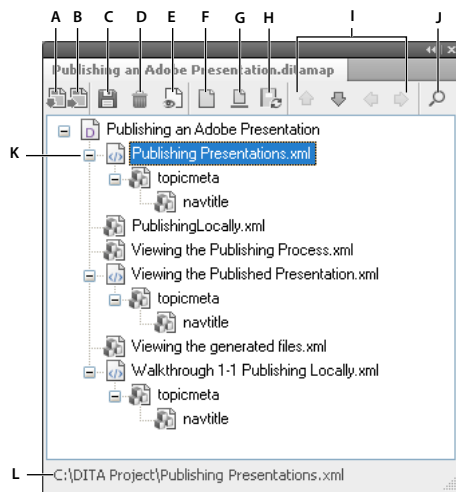 A B C D E F G H I J
Publishing an Adobe Presentation.ditamap
D Publishing an Adobe Presentation
K Publishing Presentations.xml
topicmeta
navtitle
PublishingLocally.xml
Viewing the Publishing Process.xml
Viewing the Published Presentation.xml
topicmeta
navtitle
Viewing the generated files.xml
Walkthrough 1-1 Publishing Locally.xml
topicmeta
navtitle
L C:\DITA Project\Publishing Presentations.xml